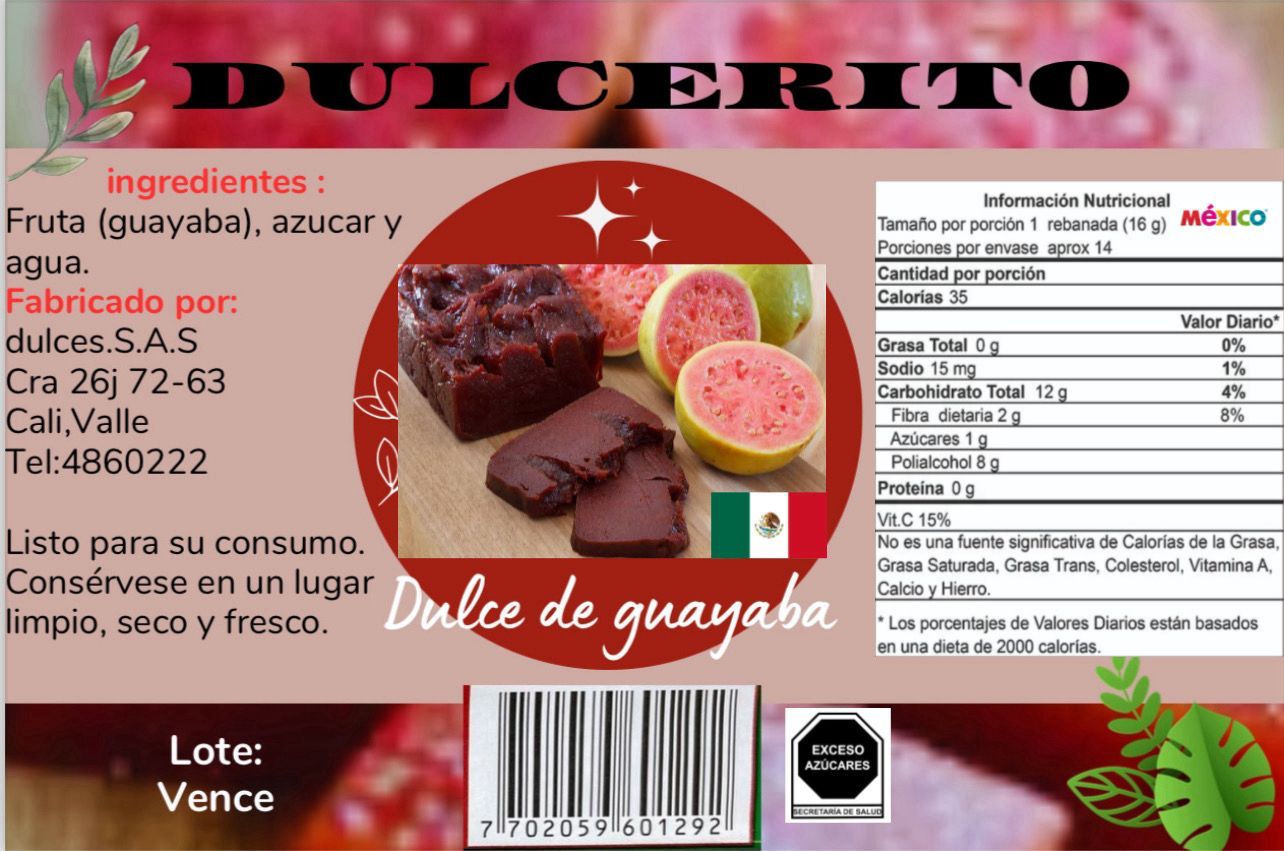 DULCERITO
ingredientes :
Fruta (guayaba), azucar y
agua.
Fabricado por:
dulces.S.A.S
Cra 26j 72-63
Cali,Valle
Tel:4860222
Listo para su consumo.
Consérvese en un lugar
limpio, seco y fresco.
Dulce de guayaba
Información Nutricional
Tamaño por porción 1 rebanada (16 g)
MéXICO
Porciones por envase aprox 14
Cantidad por porción
Calorías 35
Valor Diario*
Grasa Total 0 g 0%
Sodio 15 mg 1%
Carbohidrato Total 12 g 4%
Fibra dietaria 2 g 8%
Azúcares 1 g
Polialcohol 8 g
Proteína 0 g
Vit.C 15%
No es una fuente significativa de Calorías de la Grasa,
Grasa Saturada, Grasa Trans, Colesterol, Vitamina A,
Calcio y Hierro.
* Los porcentajes de Valores Diarios están basados
en una dieta de 2000 calorías.
Lote:
Vence
7 702059 601292
EXCESO
AZÚCARES
SECRETARÍA DE SALUD